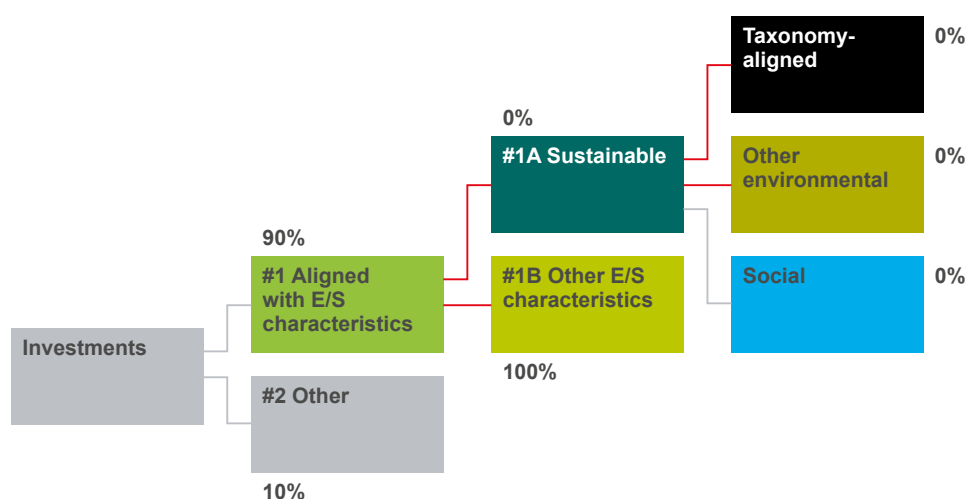 Taxonomy-
aligned
0%
0%
#1A Sustainable
Other
environmental
0%
90%
#1 Aligned
with E/S
characteristics
#1B Other E/S
characteristics
Social
0%
Investments
100%
#2 Other
10%